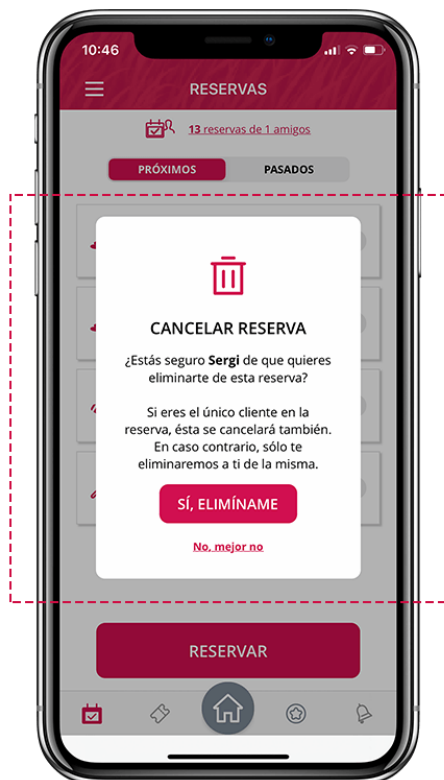 10:46
RESERVAS
13 reservas de 1 amigos
PRÓXIMOS
PASADOS
CANCELAR RESERVA
¿Estás seguro Sergi de que quieres
eliminarte de esta reserva?
Si eres el único cliente en la
reserva, ésta se cancelará también.
En caso contrario, sólo te
eliminaremos a ti de la misma.
SÍ, ELIMÍNAME
No, mejor no
RESERVAR